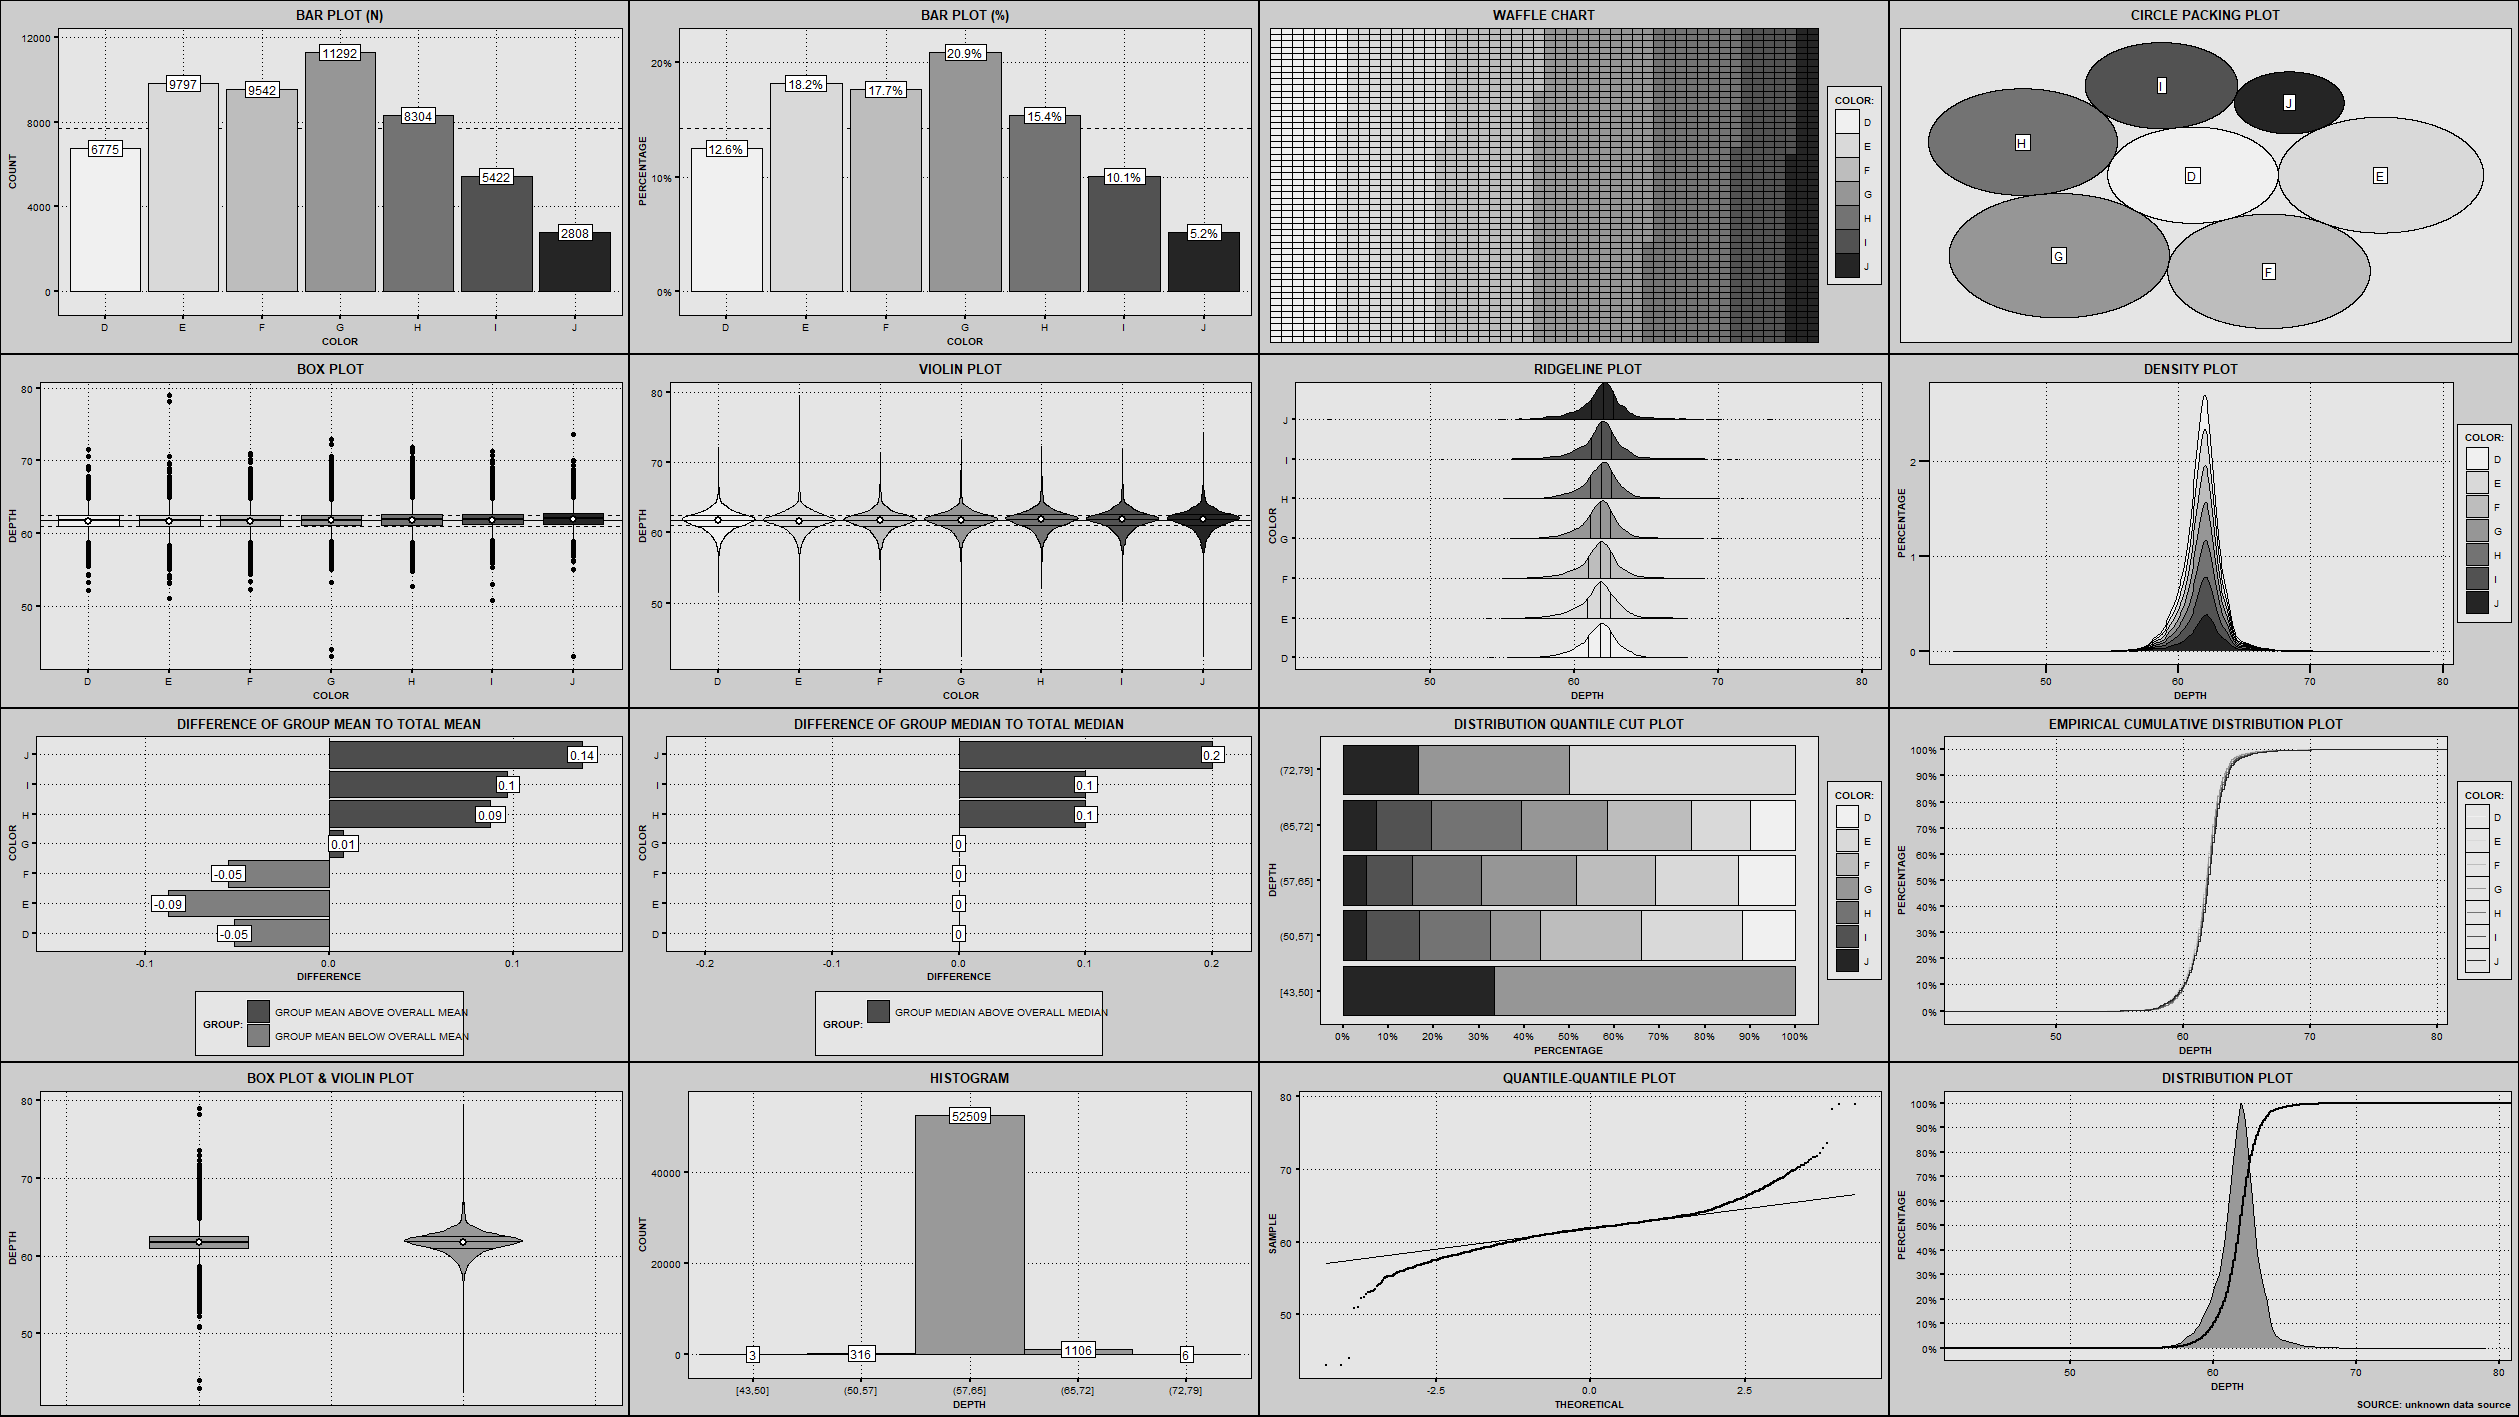 BAR PLOT (N)
12000
8000
4000
0
COUNT
6775
9797
9542
11292
8304
5422
2808
D E F G H I J
COLOR
BAR PLOT (%)
20%
10%
0%
PERCENTAGE
12.6%
18.2%
17.7%
20.9%
15.4%
10.1%
5.2%
D E F G H I J
COLOR
WAFFLE CHART
COLOR:
D
E
F
G
H
I
J
CIRCLE PACKING PLOT
I
J
H
D
E
G
F
BOX PLOT
80
70
60
50
DEPTH
D E F G H I J
COLOR
VIOLIN PLOT
80
70
60
50
DEPTH
D E F G H I J
COLOR
RIDGELINE PLOT
J
I
H
G
F
E
D
COLOR
50 60 70 80
DEPTH
DENSITY PLOT
2
1
0
PERCENTAGE
50 60 70 80
DEPTH
COLOR:
D
E
F
G
H
I
J
DIFFERENCE OF GROUP MEAN TO TOTAL MEAN
J 0.14
I 0.1
H 0.09
G 0.01
F -0.05
E -0.09
D -0.05
COLOR
-0.1 0.0 0.1
DIFFERENCE
GROUP:
GROUP MEAN ABOVE OVERALL MEAN
GROUP MEAN BELOW OVERALL MEAN
DIFFERENCE OF GROUP MEDIAN TO TOTAL MEDIAN
J 0.2
I 0.1
H 0.1
G 0
F 0
E 0
D 0
COLOR
-0.2 -0.1 0.0 0.1 0.2
DIFFERENCE
GROUP:
GROUP MEDIAN ABOVE OVERALL MEDIAN
DISTRIBUTION QUANTILE CUT PLOT
(72,79]
(65,72]
(57,65]
(50,57]
[43,50]
DEPTH
0% 10% 20% 30% 40% 50% 60% 70% 80% 90% 100%
PERCENTAGE
COLOR:
D
E
F
G
H
I
J
EMPIRICAL CUMULATIVE DISTRIBUTION PLOT
100%
90%
80%
70%
60%
50%
40%
30%
20%
10%
0%
PERCENTAGE
50 60 70 80
DEPTH
COLOR:
D
E
F
G
H
I
J
BOX PLOT & VIOLIN PLOT
80
70
60
50
DEPTH
HISTOGRAM
40000
20000
0
COUNT
3
316
52509
1106
6
[43,50] (50,57] (57,65] (65,72] (72,79]
DEPTH
QUANTILE-QUANTILE PLOT
80
70
60
50
SAMPLE
-2.5 0.0 2.5
THEORETICAL
DISTRIBUTION PLOT
100%
90%
80%
70%
60%
50%
40%
30%
20%
10%
0%
PERCENTAGE
50 60 70 80
DEPTH
SOURCE: unknown data source